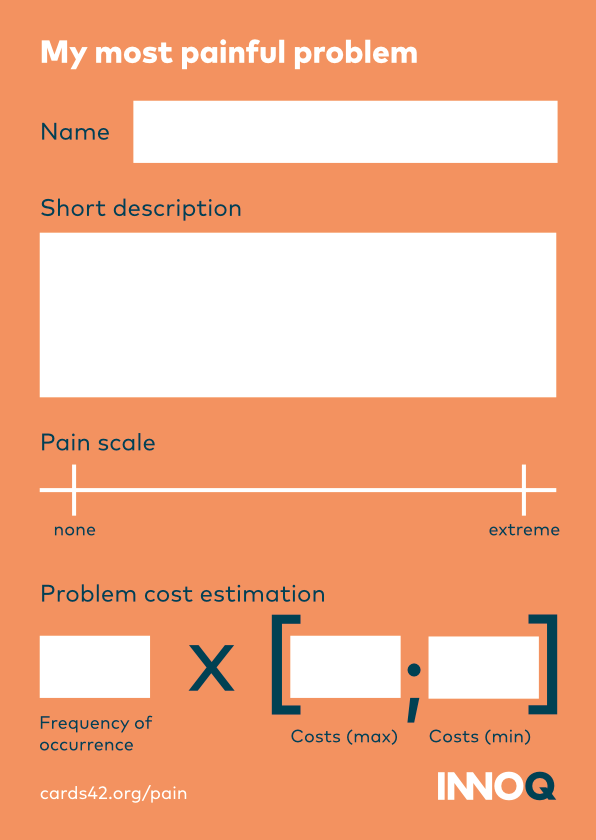 My most painful problem
Name
Short description
Pain scale
none extreme
Problem cost estimation
x [ ; ]
Frequency of
occurrence
Costs (max) Costs (min)
cards42.org/pain
INNOQ